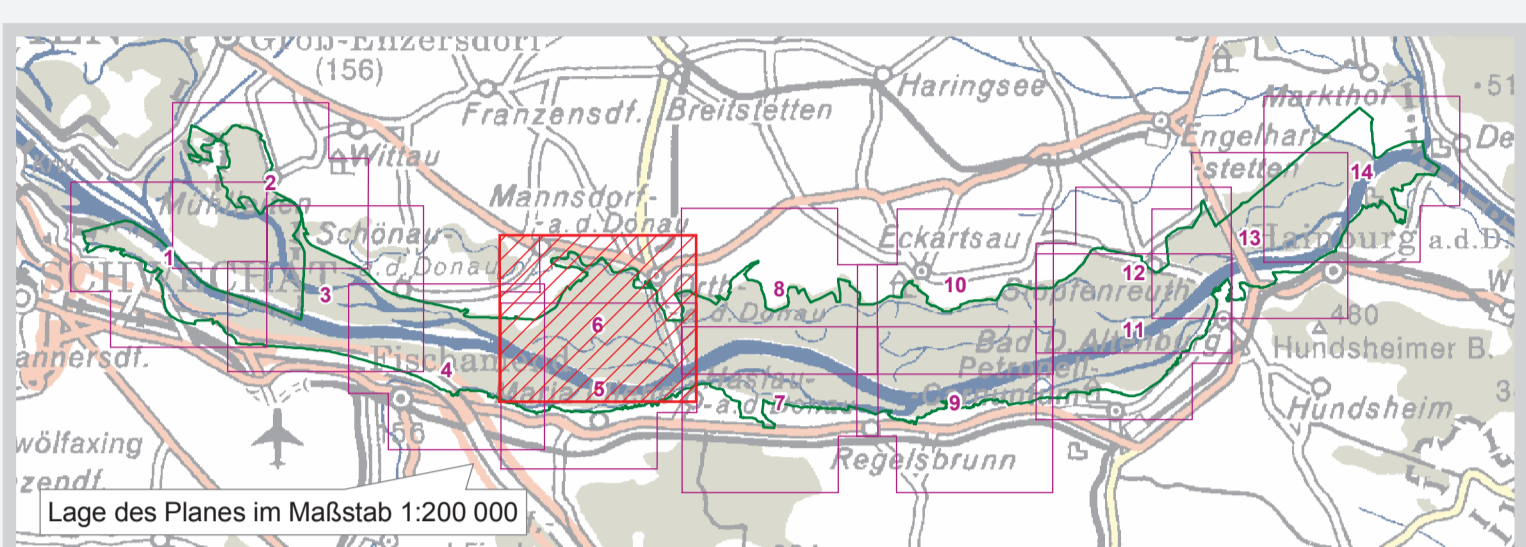 Groß-Enzersdorf
(156)
Franzensdf.
Breitstetten
Haringsee
Markthof
Engelhart-
-stetten
Wittau
2
Mühlleiten
Mannsdorf-
a.d. Donau
Schönau
a.d. Donau
Eckartsau
14
13
Hainburg a.d.D.
1
SCHWECHAT
3
8
10
12
Stopfenreuth
480
a.d. Donau
6
11
Bad D. Altenburg
Hundsheimer B.
annersdf.
Fischamend
4
5
Maria
Haslau-
-a.d. Donau
Petronell-
7
9
Hundsheim
156
wölfaxing
Regelsbrunn
zendf.
Lage des Planes im Maßstab 1:200 000